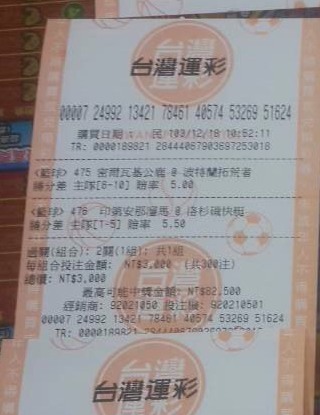 台灣運彩
00007 24992 13421 78461 40574 53269 51624
購買日期 民 103/12/18 10:52:11
TR: 0000189821 28444067903697253018
<籃球> 475 密爾瓦基公鹿 @ 波特蘭拓荒者
勝分差 主隊[6-10] 賠率 5.00
<籃球> 476 印第安那溜馬 @ 洛杉磯快艇
勝分差 主隊[1-5] 賠率 5.50
過關(組合): 2關(1組): 共1組
每組合投注金額: NT$3,000 (共300注)
總價: NT$3,000
最高可能中獎金額: NT$82,500
經銷商: 92021050 投注機: 920210501
00007 24992 13421 78461 40574 53269 51624
TR: 0000189821
台灣運彩